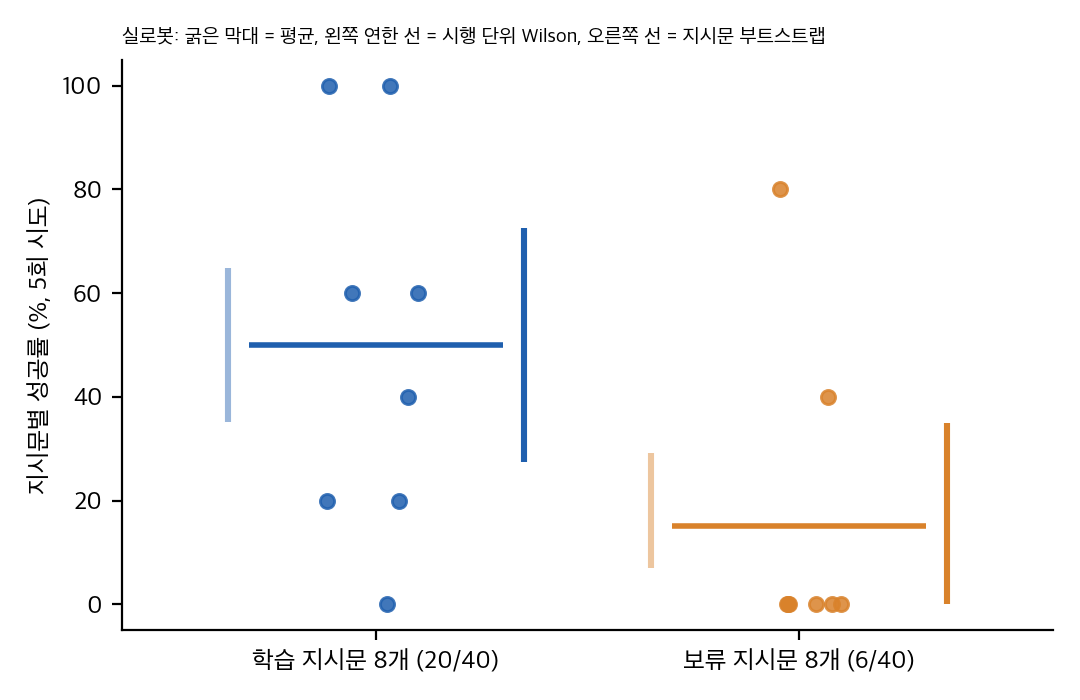 실로봇: 굵은 막대 = 평균, 왼쪽 연한 선 = 시행 단위 Wilson, 오른쪽 선 = 지시문 부트스트랩
지시문별 성공률 (%, 5회 시도)
100
80
60
40
20
0
학습 지시문 8개 (20/40)
보류 지시문 8개 (6/40)